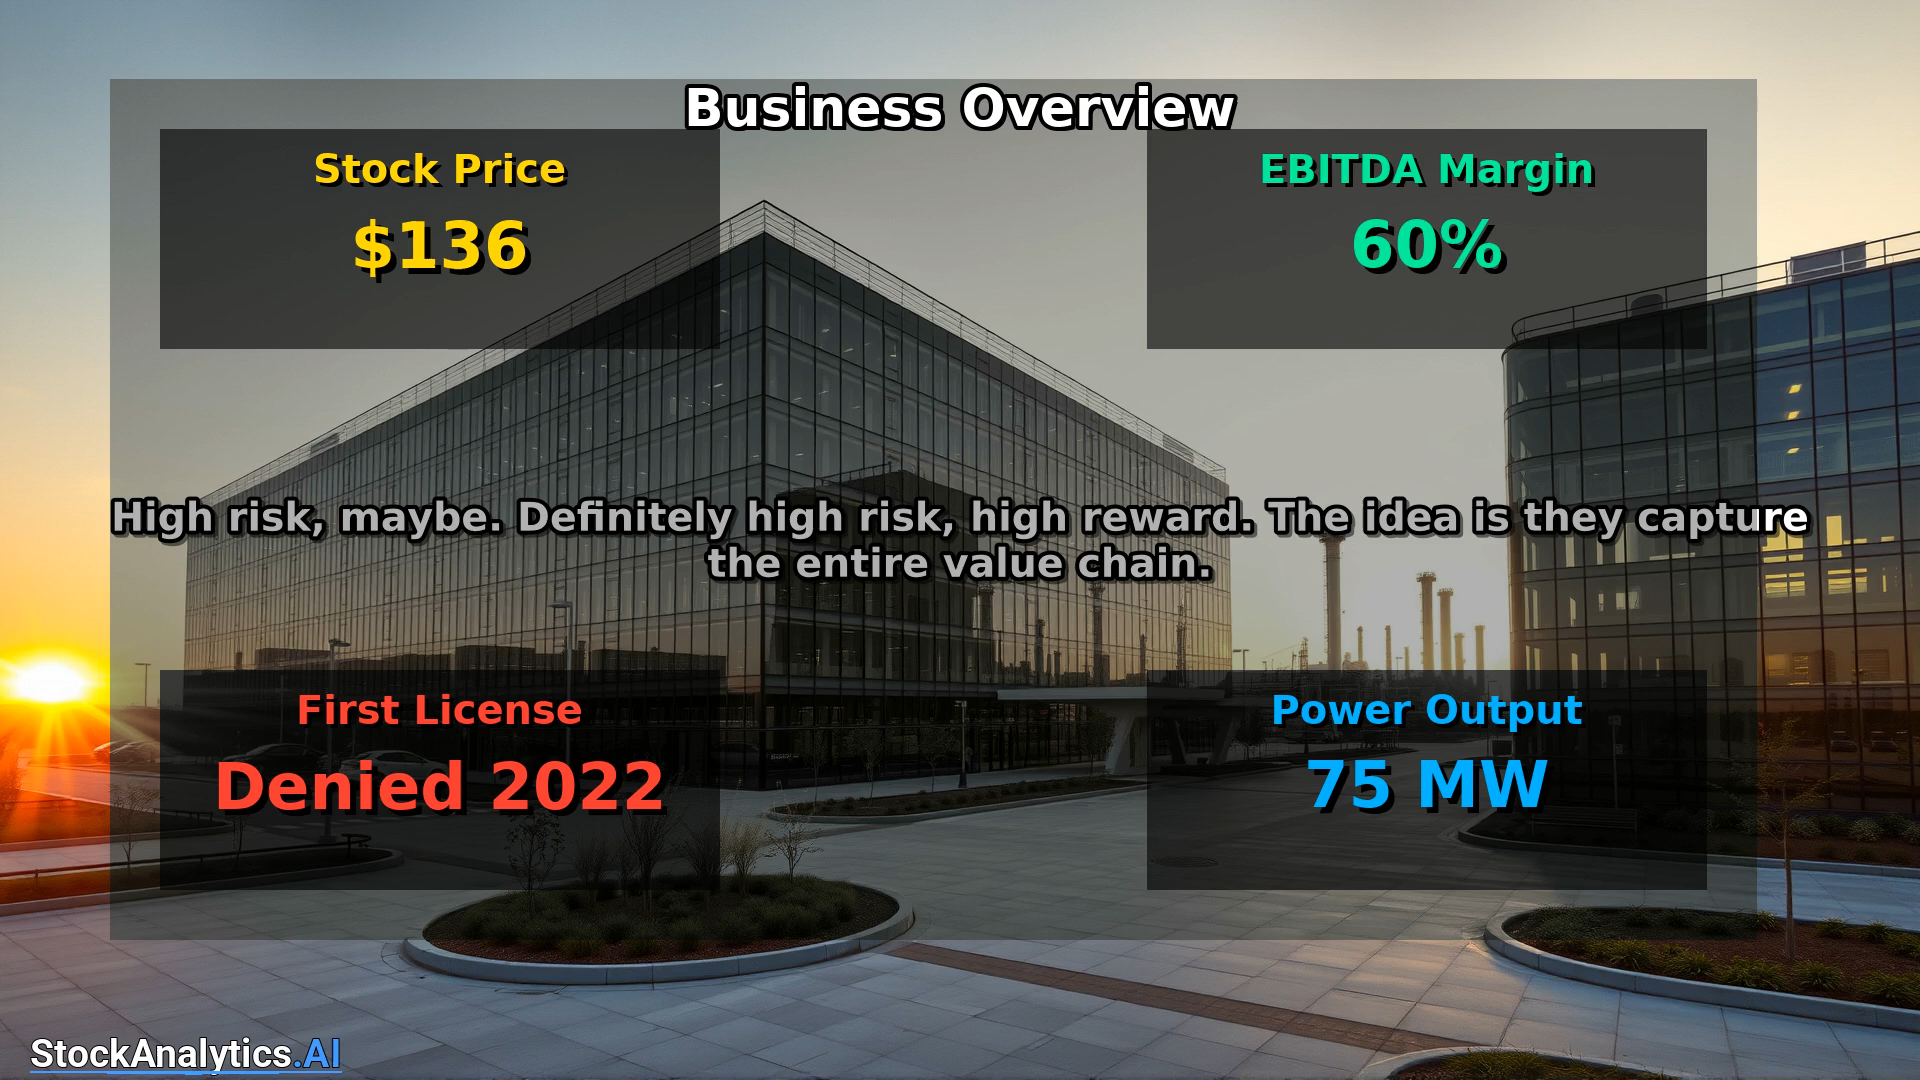 Business Overview
Stock Price
$136
EBITDA Margin
60%
High risk, maybe. Definitely high risk, high reward. The idea is they capture
the entire value chain.
First License
Denied 2022
Power Output
75 MW
StockAnalytics.AI